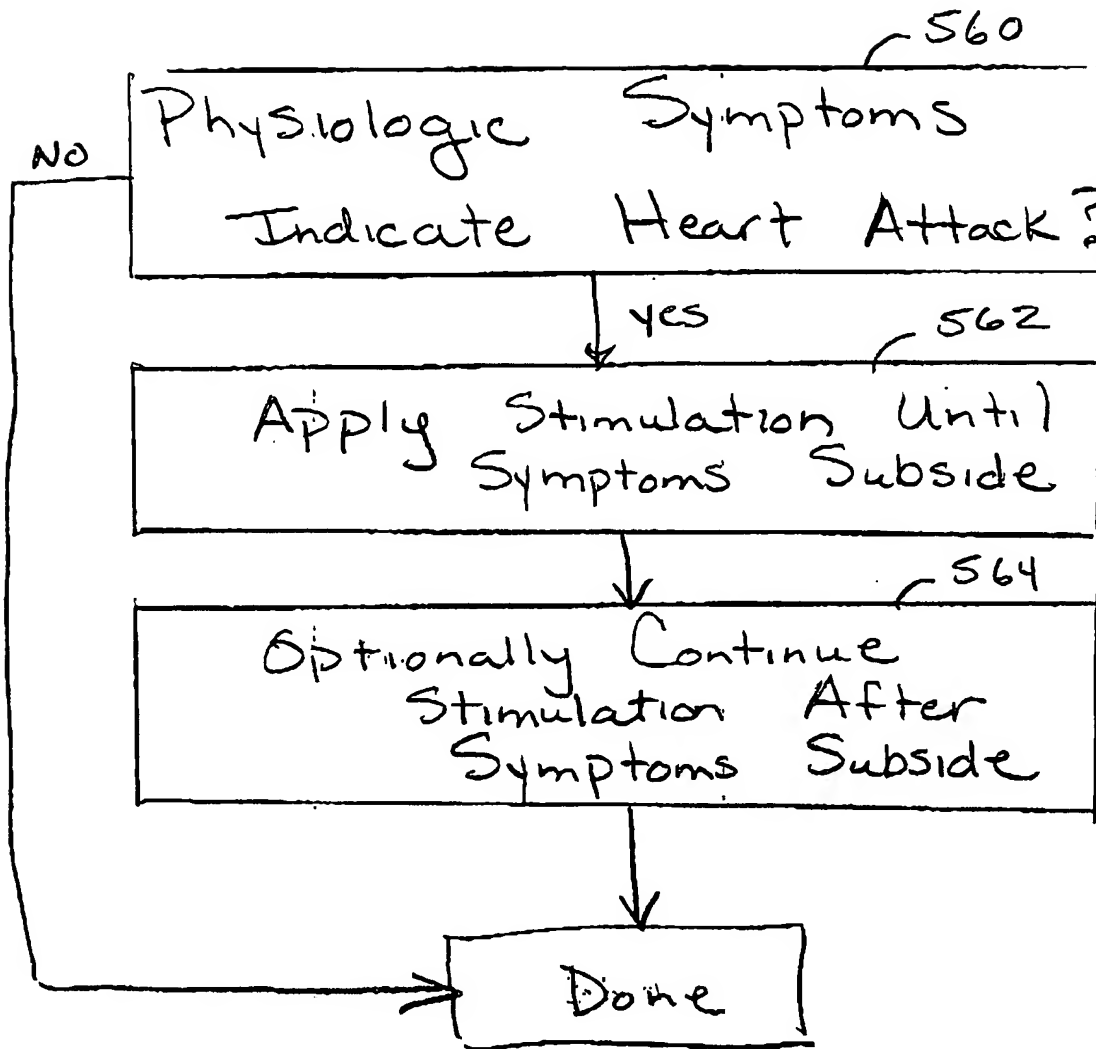 560
Physiologic Symptoms
NO
Indicate Heart Attack?
yes
562
Apply Stimulation Until
Symptoms Subside
564
Optionally Continue
Stimulation After
Symptoms Subside
Done